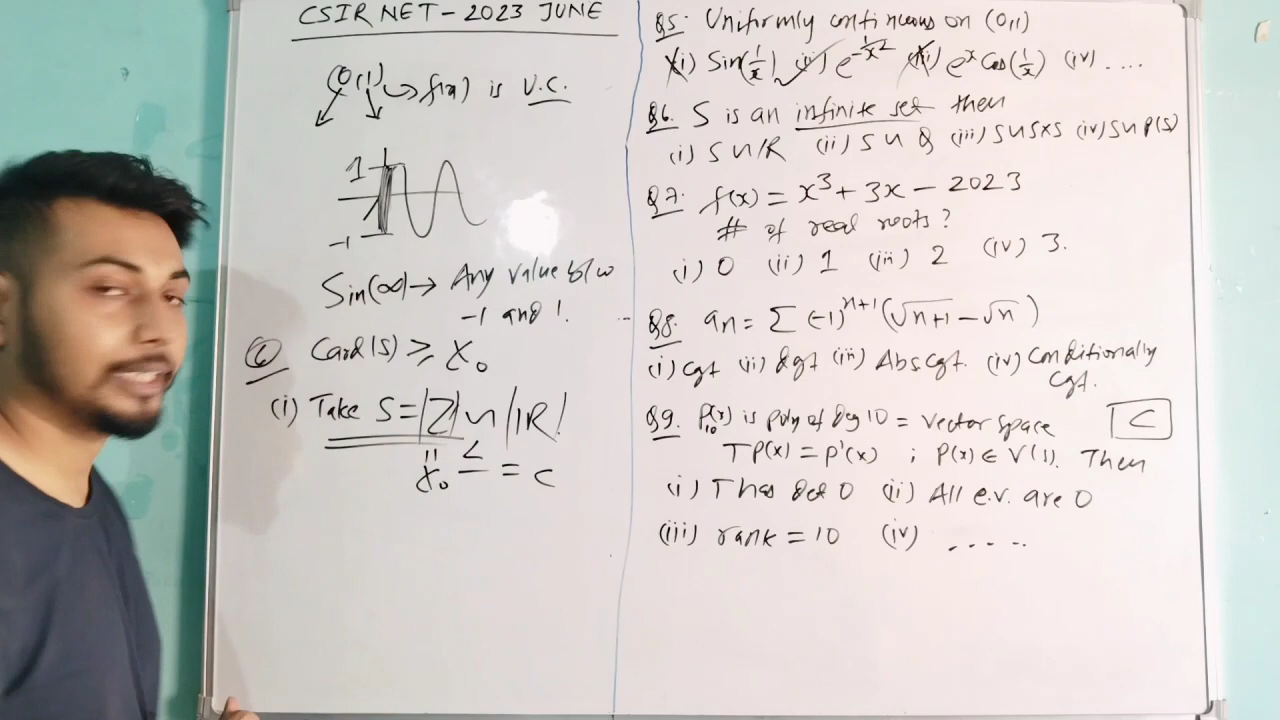 CSIR NET - 2023 JUNE
(0,1) ↪ f(x) is U.C.
1
-1
Sin(∞) → Any value b/w
-1 and 1.
⑥ Card(S) ≥ ℵ₀
(i) Take S = |ℤ| ~ |ℝ|
ℵ₀ < = c
Q5. Uniformly continuous on (0,1)
(i) Sin(1/x) (ii) e^{-1/x²} (iii) e^x Cos(1/x) (iv) ....
Q6. S is an infinite set then
(i) S ~ ℝ (ii) S ~ Q (iii) S ~ S×S (iv) S ~ P(S)
Q7. f(x) = x³ + 3x - 2023
# of real roots?
(i) 0 (ii) 1 (iii) 2 (iv) 3.
Q8. aₙ = Σ (-1)^{n+1} (√n+1 - √n)
(i) Cgt (ii) dgt (iii) Abs cgt. (iv) Conditionally
Cgt.
Q9. P₁₀(x) is poly of deg 10 = Vector space
C
T P(x) = P'(x) ; P(x) ∈ V(S). Then
(i) T has det 0 (ii) All e.v. are 0
(iii) rank = 10 (iv) .....